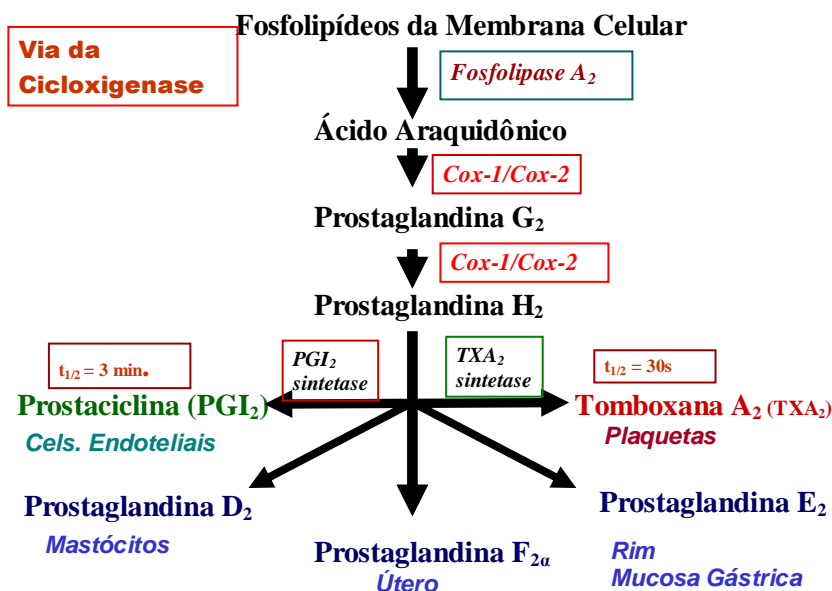 Fosfolipídeos da Membrana Celular
Via da
Cicloxigenase
Fosfolipase A₂
Ácido Araquidônico
Cox-1/Cox-2
Prostaglandina G₂
Cox-1/Cox-2
Prostaglandina H₂
t₁/₂ = 3 min.
PGI₂
sintetase
TXA₂
sintetase
t₁/₂ = 30s
Prostaciclina (PGI₂)
Tomboxana A₂ (TXA₂)
Cels. Endoteliais
Plaquetas
Prostaglandina D₂
Prostaglandina E₂
Mastócitos
Prostaglandina F₂α
Rim
Útero
Mucosa Gástrica